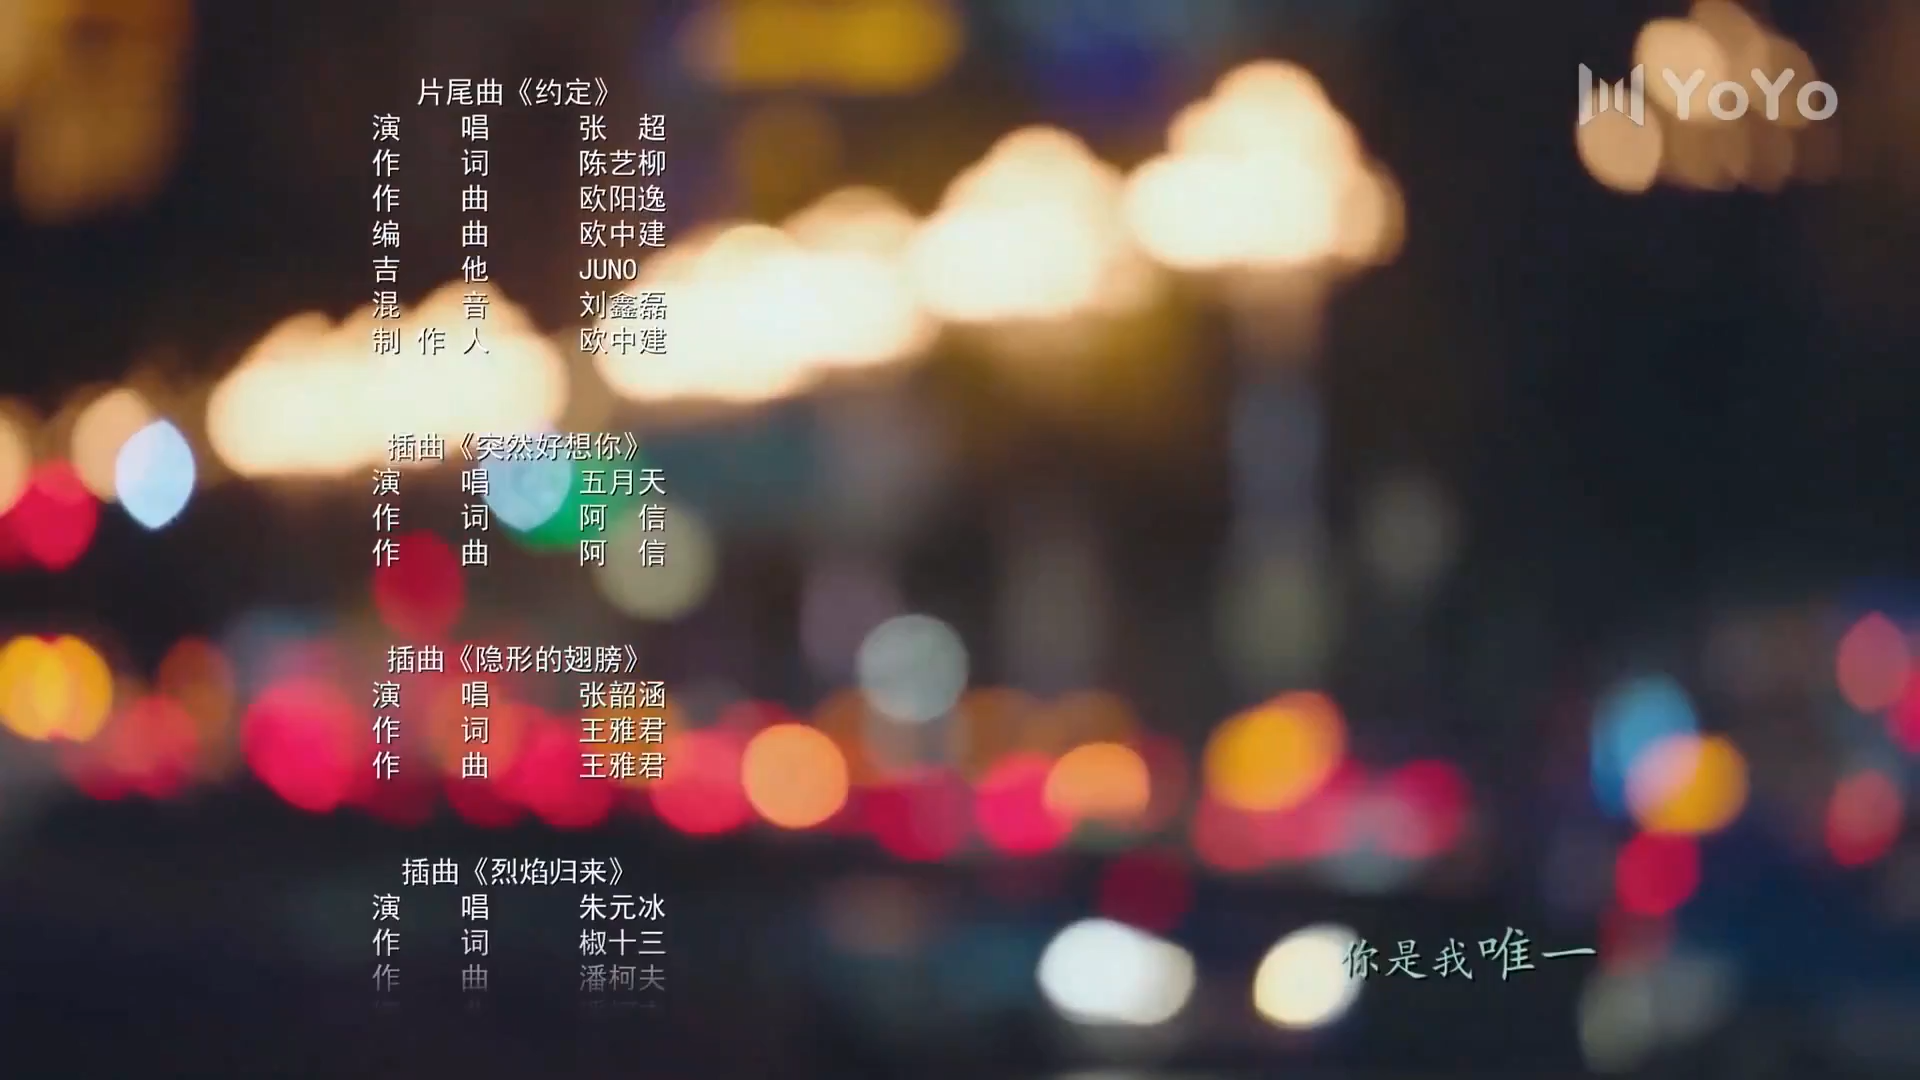 片尾曲《约定》
演 唱 张 超
作 词 陈艺柳
作 曲 欧阳逸
编 曲 欧中建
吉 他 JUNO
混 音 刘鑫磊
制 作 人 欧中建
插曲《突然好想你》
演 唱 五月天
作 词 阿 信
作 曲 阿 信
插曲《隐形的翅膀》
演 唱 张韶涵
作 词 王雅君
作 曲 王雅君
插曲《烈焰归来》
演 唱 朱元冰
作 词 椒十三
作 曲 潘柯夫
YoYo
你是我唯一